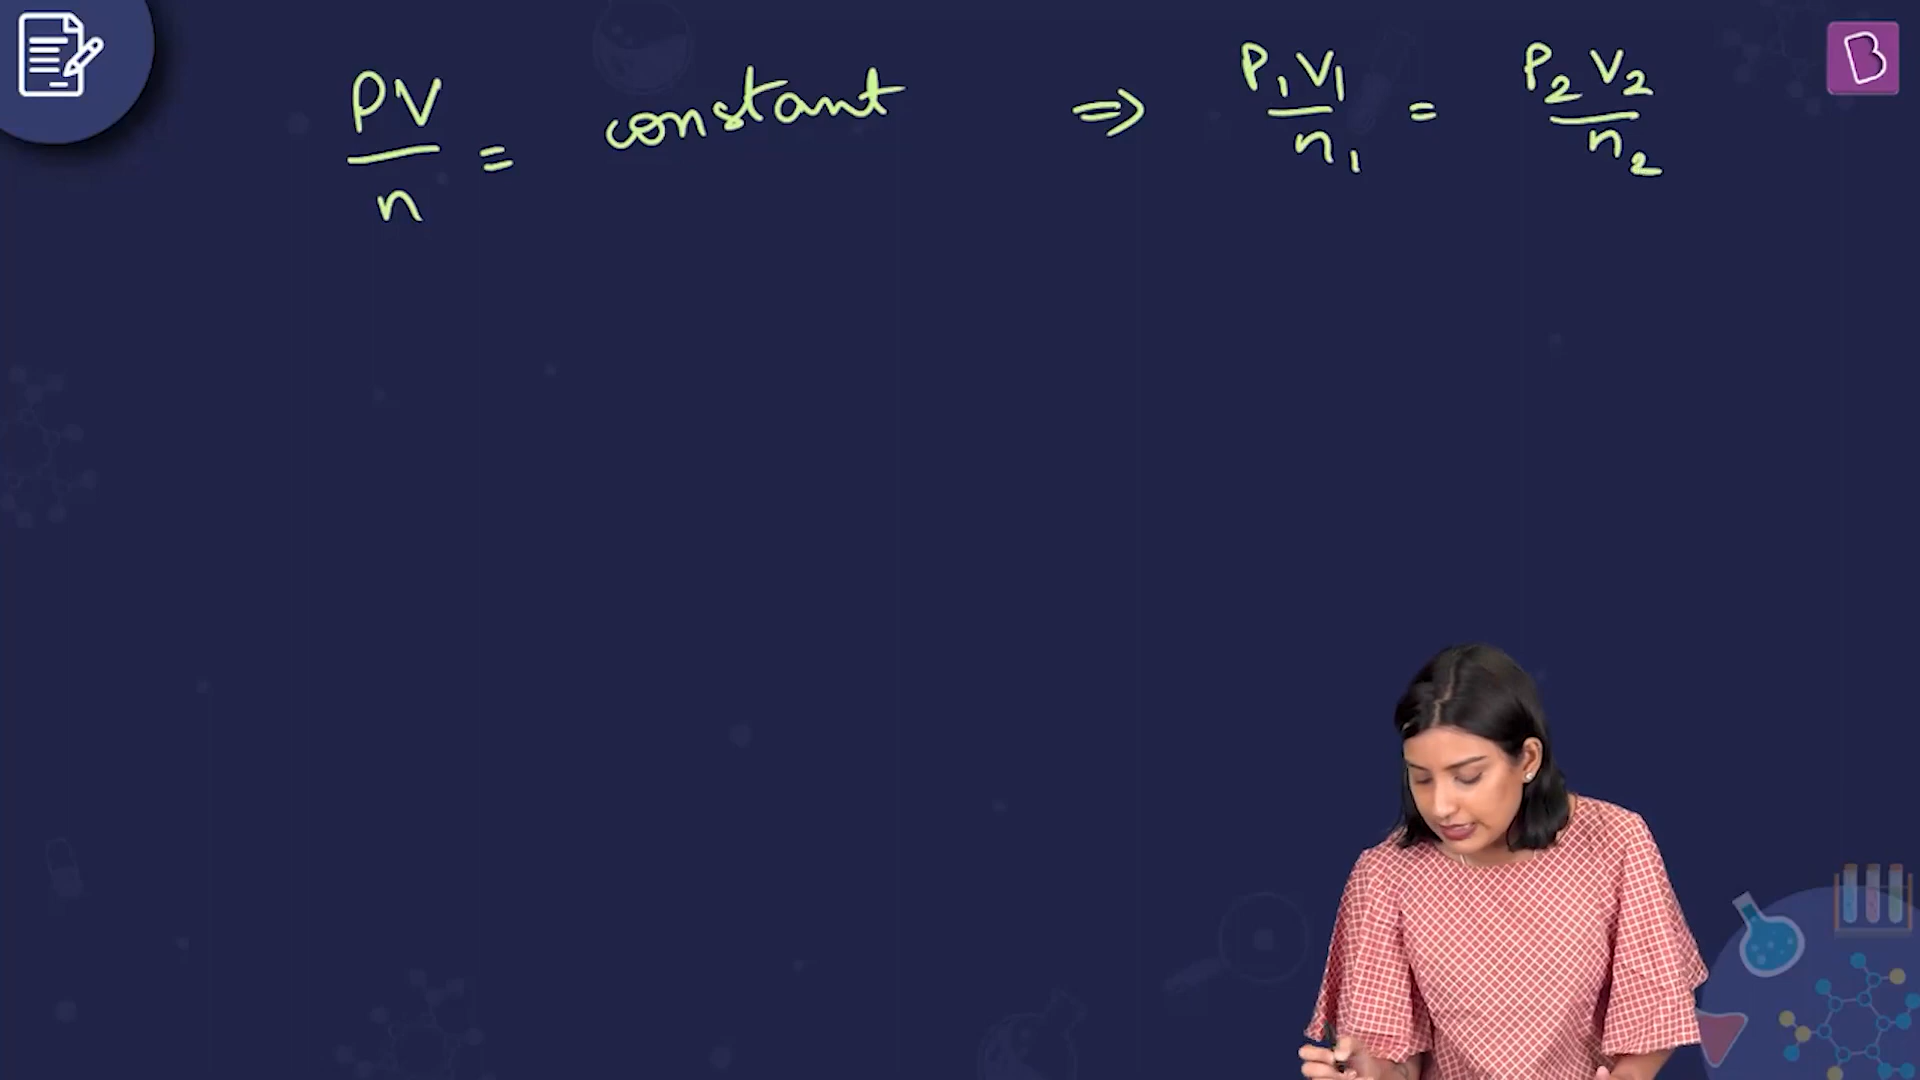 PV/n = constant ⇒ P₁V₁/n₁ = P₂V₂/n₂
B